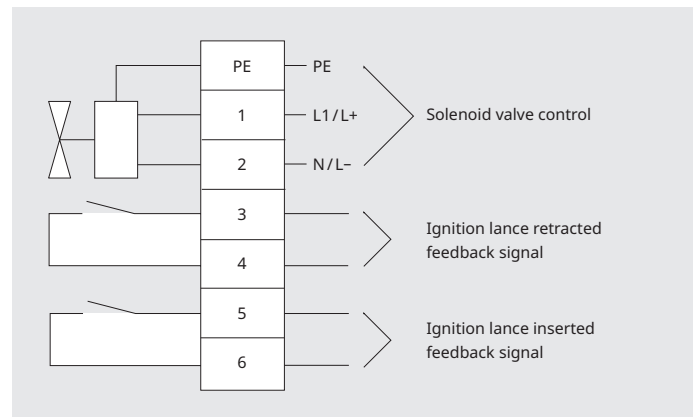 PE PE
1 L1/L+
Solenoid valve control
2 N/L–
3
Ignition lance retracted
feedback signal
4
5
Ignition lance inserted
feedback signal
6